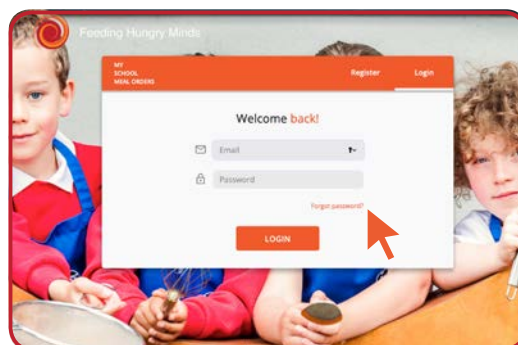 Feeding Hungry Minds
MY
SCHOOL
MEAL ORDERS
Register
Login
Welcome back!
Email
Password
Forgot password?
LOGIN